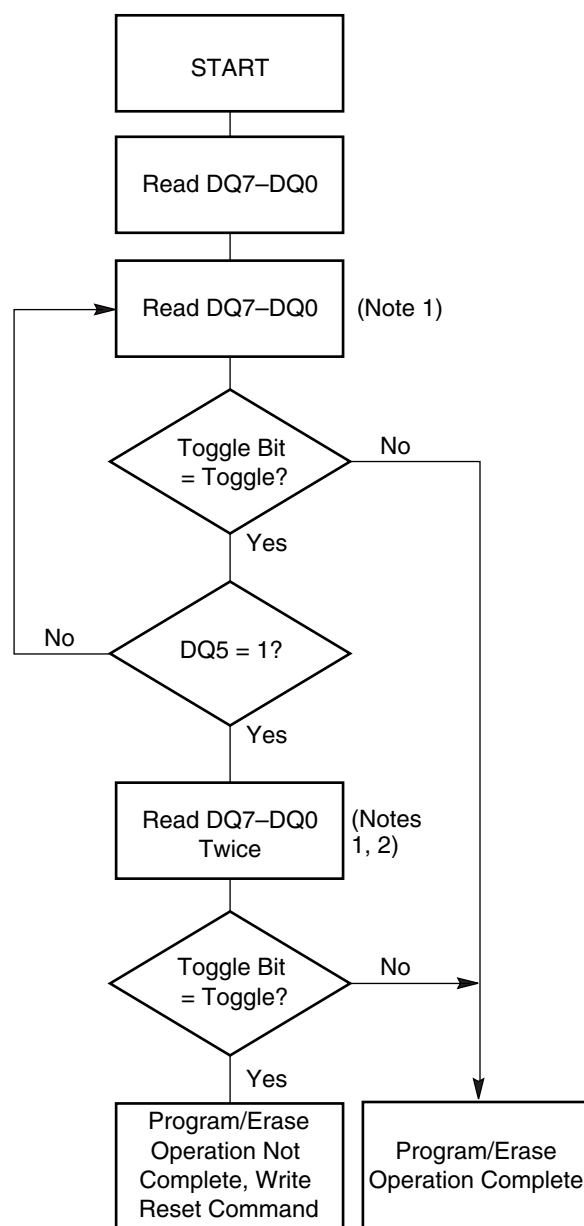 START
Read DQ7–DQ0
Read DQ7–DQ0
(Note 1)
Toggle Bit
= Toggle?
No
Yes
DQ5 = 1?
No
Yes
Read DQ7–DQ0
Twice
(Notes
1, 2)
Toggle Bit
= Toggle?
No
Yes
Program/Erase
Operation Not
Complete, Write
Reset Command
Program/Erase
Operation Complete